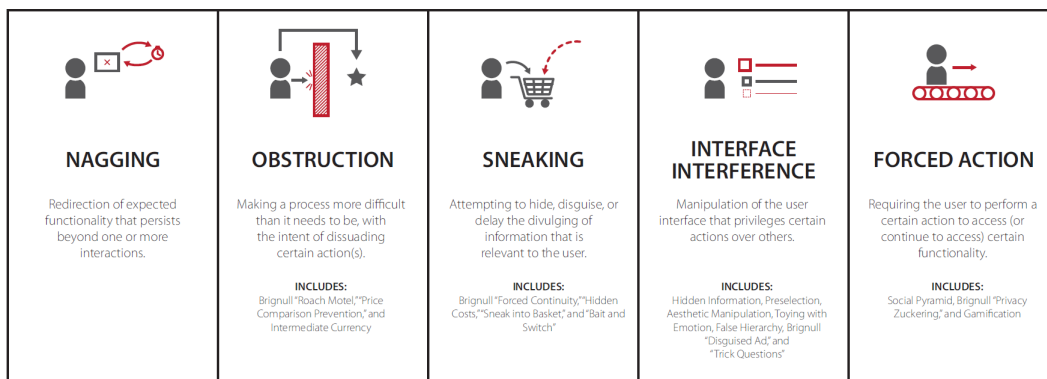 NAGGING
Redirection of expected
functionality that persists
beyond one or more
interactions.
OBSTRUCTION
Making a process more difficult
than it needs to be, with
the intent of dissuading
certain action(s).
INCLUDES:
Brignull “Roach Motel,” “Price
Comparison Prevention,” and
Intermediate Currency
SNEAKING
Attempting to hide, disguise, or
delay the divulging of
information that is
relevant to the user.
INCLUDES:
Brignull “Forced Continuity,” “Hidden
Costs,” “Sneak into Basket,” and “Bait and
Switch”
INTERFACE
INTERFERENCE
Manipulation of the user
interface that privileges certain
actions over others.
INCLUDES:
Hidden Information, Preselection,
Aesthetic Manipulation, Toying with
Emotion, False Hierarchy, Brignull
“Disguised Ad,” and
“Trick Questions”
FORCED ACTION
Requiring the user to perform a
certain action to access (or
continue to access) certain
functionality.
INCLUDES:
Social Pyramid, Brignull “Privacy
Zuckering,” and Gamification